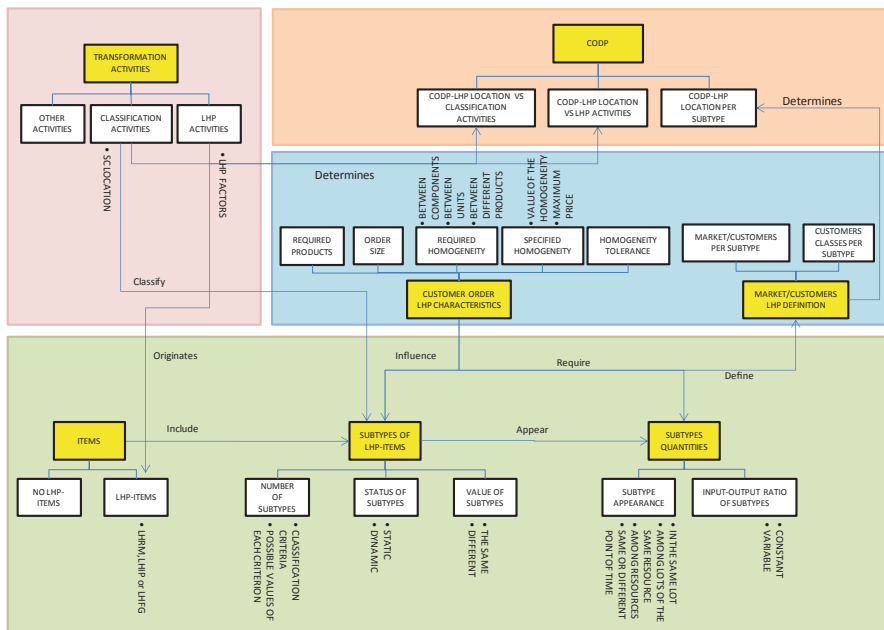 TRANSFORMATION
ACTIVITIES
OTHER
ACTIVITIES
CLASSIFICATION
ACTIVITIES
LHP
ACTIVITIES
• SC LOCATION
• LHP FACTORS
Classify
Originates
CODP
CODP-LHP LOCATION VS
CLASSIFICATION
ACTIVITIES
CODP-LHP LOCATION
VS LHP ACTIVITIES
CODP-LHP
LOCATION PER
SUBTYPE
Determines
Determines
• BETWEEN
COMPONENTS
• BETWEEN
UNITS
• BETWEEN
DIFFERENT
PRODUCTS
• VALUE OF THE
HOMOGENEITY
• MAXIMUM
PRICE
REQUIRED
PRODUCTS
ORDER
SIZE
REQUIRED
HOMOGENEITY
SPECIFIED
HOMOGENEITY
HOMOGENEITY
TOLERANCE
MARKET/CUSTOMERS
PER SUBTYPE
CUSTOMERS
CLASSES PER
SUBTYPE
CUSTOMER ORDER
LHP CHARACTERISTICS
MARKET/CUSTOMERS
LHP DEFINITION
Influence
Require
Define
ITEMS
Include
SUBTYPES OF
LHP-ITEMS
Appear
SUBTYPES
QUANTITIIES
NO LHP-
ITEMS
LHP-ITEMS
NUMBER
OF
SUBTYPES
STATUS OF
SUBTYPES
VALUE OF
SUBTYPES
SUBTYPE
APPEARANCE
INPUT-OUTPUT RATIO
OF SUBTYPES
• LHRM,LHIP or LHFG
• CLASSIFICATION
CRITERIA
• POSSIBLE VALUES OF
EACH CRITERION
• STATIC
• DYNAMIC
• THE SAME
• DIFFERENT
• IN THE SAME LOT
• AMONG LOTS OF THE
SAME RESOURCE
• AMONG RESOURCES
• SAME OR DIFFERENT
POINT OF TIME
• CONSTANT
• VARIABLE